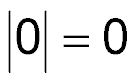 |0| = 0